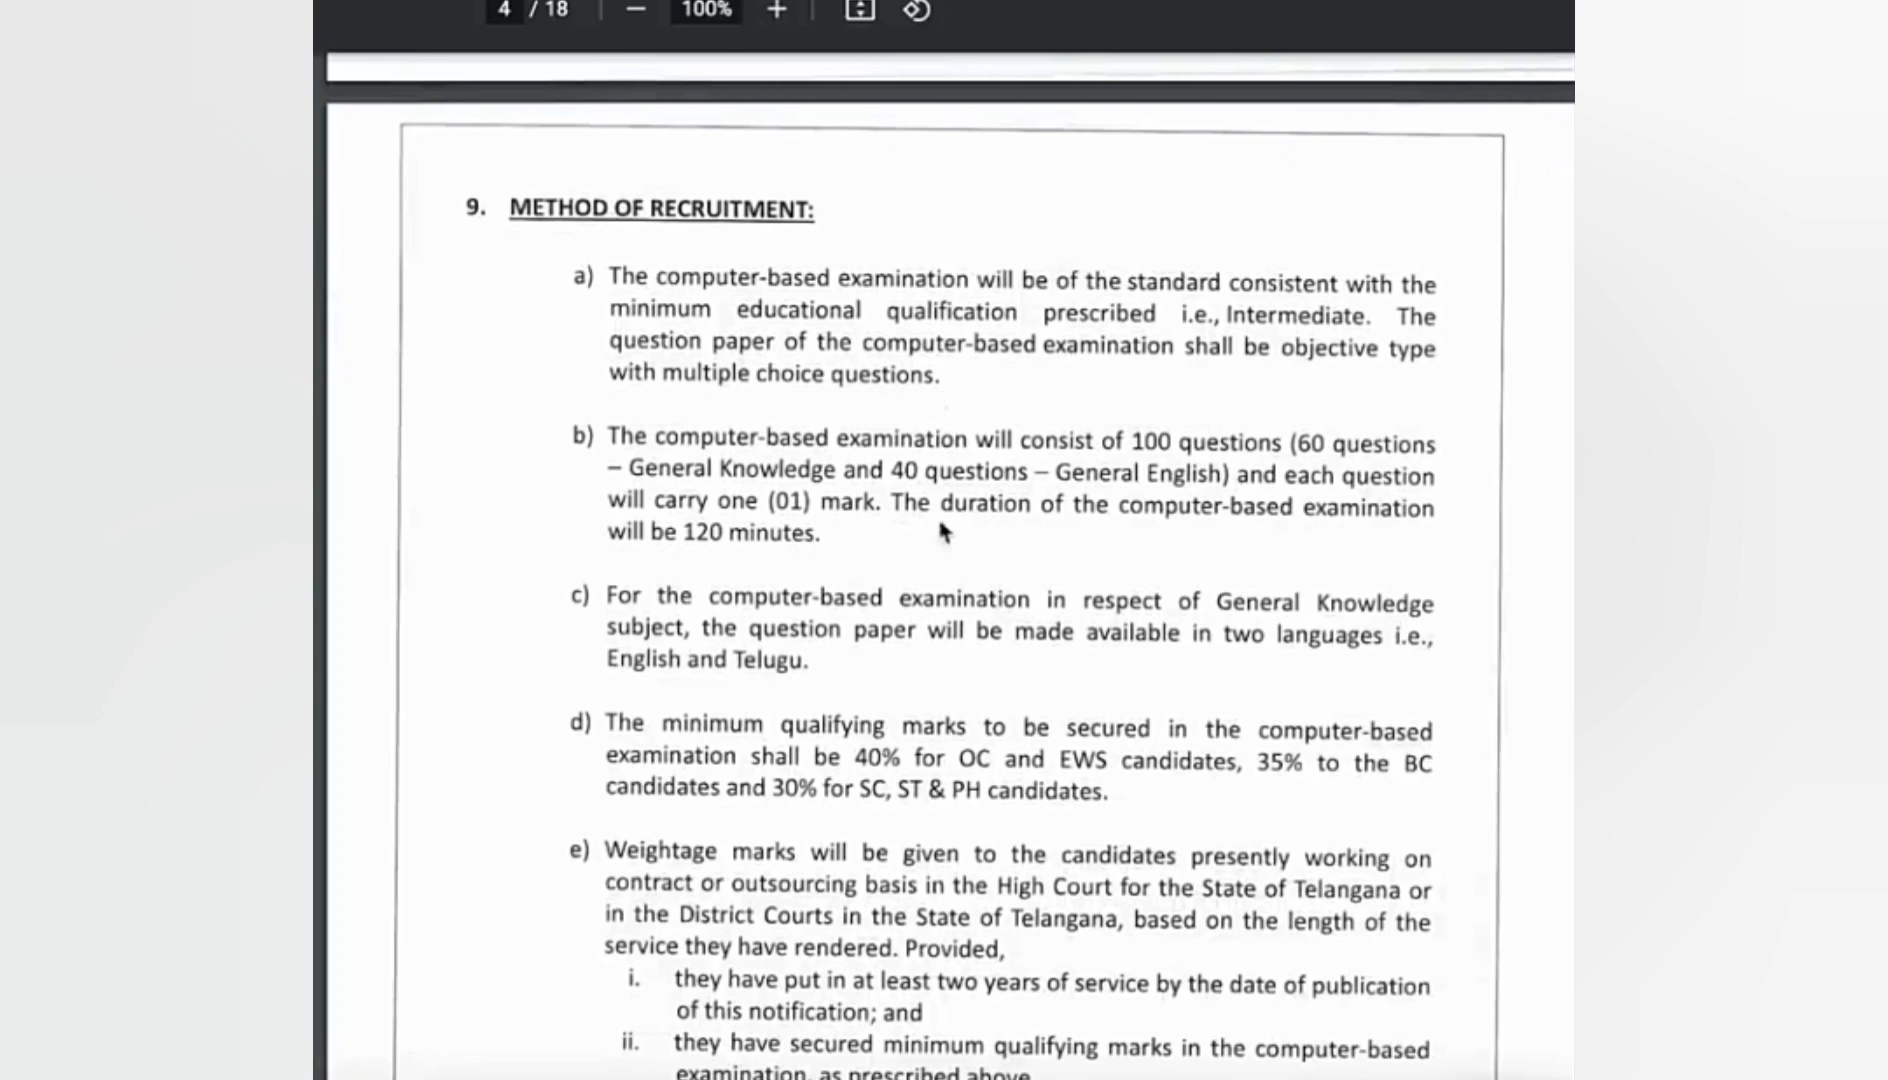 4 / 18 — 100% +
9. METHOD OF RECRUITMENT:
a) The computer-based examination will be of the standard consistent with the
minimum educational qualification prescribed i.e., Intermediate. The
question paper of the computer-based examination shall be objective type
with multiple choice questions.
b) The computer-based examination will consist of 100 questions (60 questions
– General Knowledge and 40 questions – General English) and each question
will carry one (01) mark. The duration of the computer-based examination
will be 120 minutes.
c) For the computer-based examination in respect of General Knowledge
subject, the question paper will be made available in two languages i.e.,
English and Telugu.
d) The minimum qualifying marks to be secured in the computer-based
examination shall be 40% for OC and EWS candidates, 35% to the BC
candidates and 30% for SC, ST & PH candidates.
e) Weightage marks will be given to the candidates presently working on
contract or outsourcing basis in the High Court for the State of Telangana or
in the District Courts in the State of Telangana, based on the length of the
service they have rendered. Provided,
i. they have put in at least two years of service by the date of publication
of this notification; and
ii. they have secured minimum qualifying marks in the computer-based
examination, as prescribed above